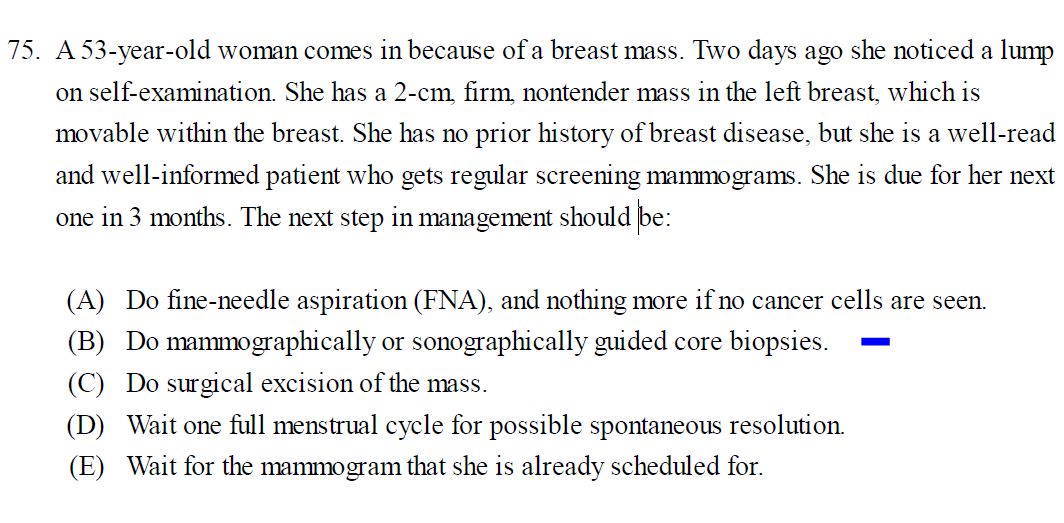 75. A 53-year-old woman comes in because of a breast mass. Two days ago she noticed a lump
on self-examination. She has a 2-cm, firm, nontender mass in the left breast, which is
movable within the breast. She has no prior history of breast disease, but she is a well-read
and well-informed patient who gets regular screening mammograms. She is due for her next
one in 3 months. The next step in management should be:
(A) Do fine-needle aspiration (FNA), and nothing more if no cancer cells are seen.
(B) Do mammographically or sonographically guided core biopsies.
(C) Do surgical excision of the mass.
(D) Wait one full menstrual cycle for possible spontaneous resolution.
(E) Wait for the mammogram that she is already scheduled for.